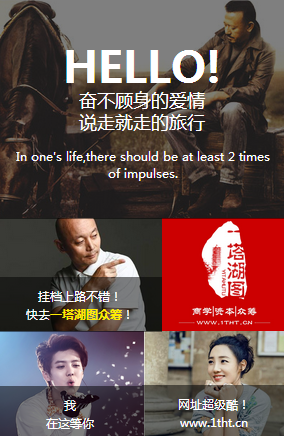 HELLO!
奋不顾身的爱情
说走就走的旅行
In one's life,there should be at least 2 times
of impulses.
挂档上路不错！
快去一塔湖图众筹！
一塔湖图
商学|资本|众筹
WWW.1THT.CN
我
在这等你
网址超级酷！
www.1tht.cn